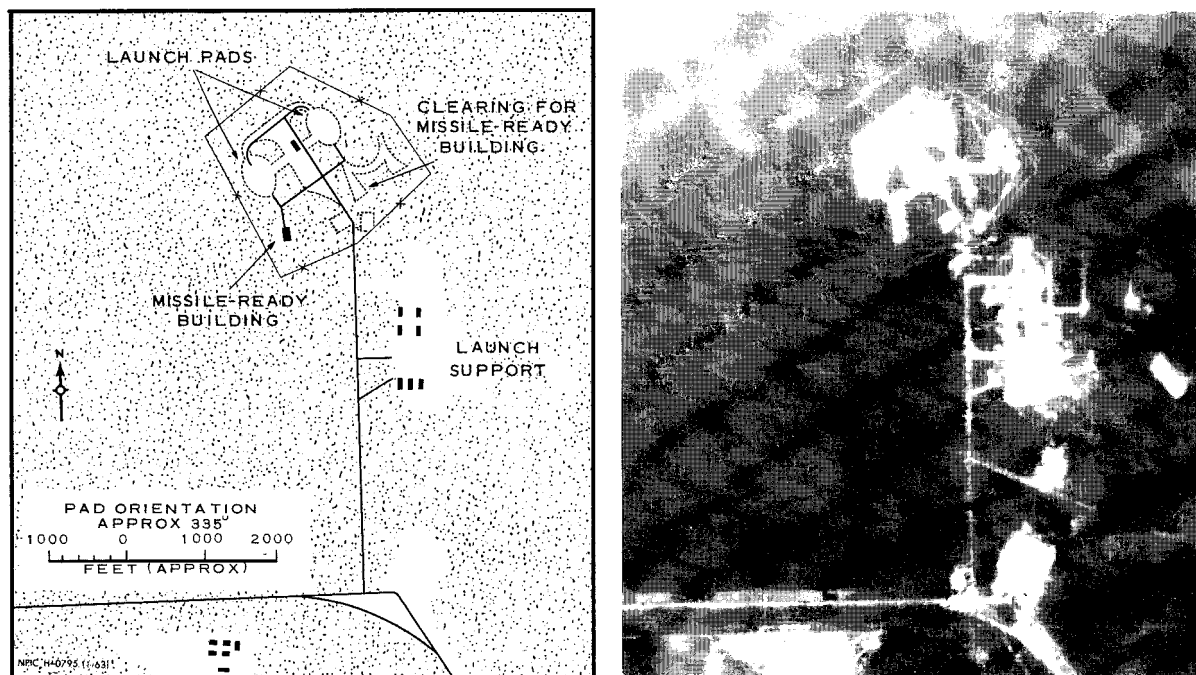 LAUNCH PADS
CLEARING FOR
MISSILE-READY
BUILDING
MISSILE-READY
BUILDING
LAUNCH
SUPPORT
N
PAD ORIENTATION
APPROX 335°
1000 0 1000 2000
FEET (APPROX)
NPIC H-0795 (1/63)